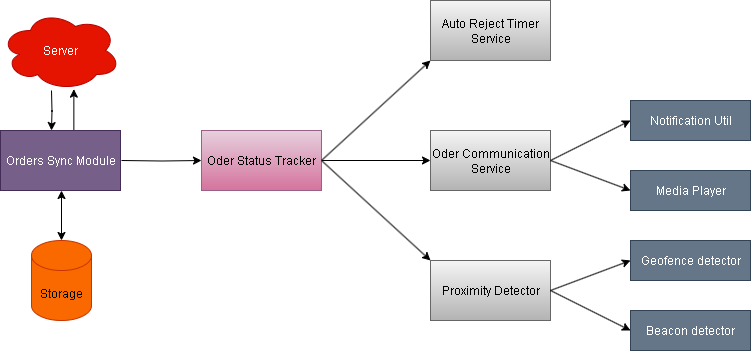 Server
Auto Reject Timer
Service
Orders Sync Module
Oder Status Tracker
Oder Communication
Service
Notification Util
Media Player
Storage
Proximity Detector
Geofence detector
Beacon detector